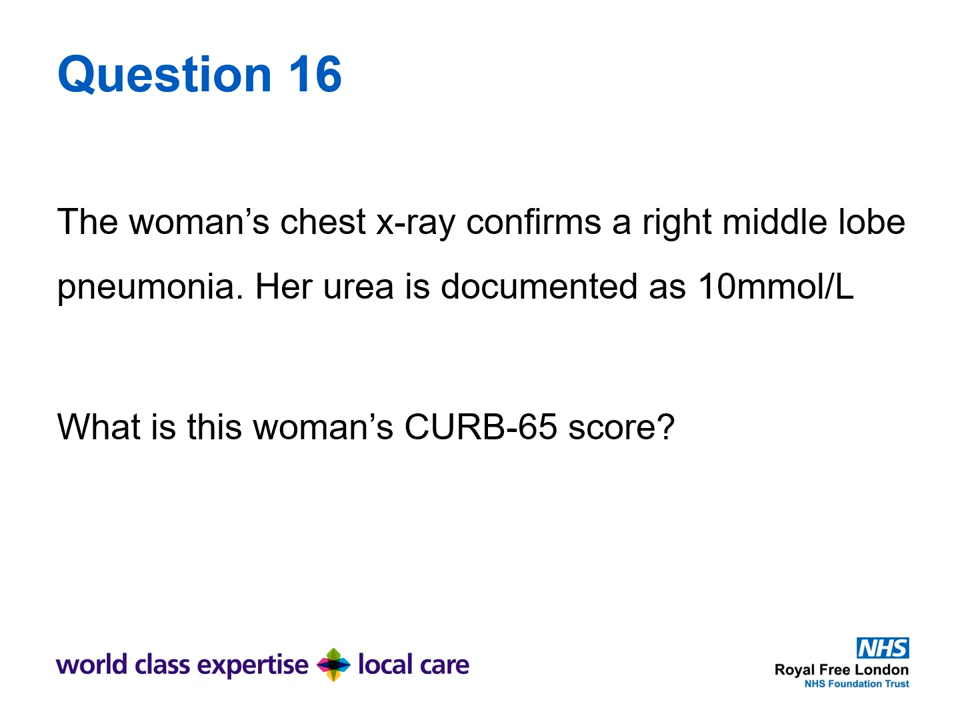 Question 16
The woman’s chest x-ray confirms a right middle lobe
pneumonia. Her urea is documented as 10mmol/L
What is this woman’s CURB-65 score?
world class expertise local care
NHS
Royal Free London
NHS Foundation Trust